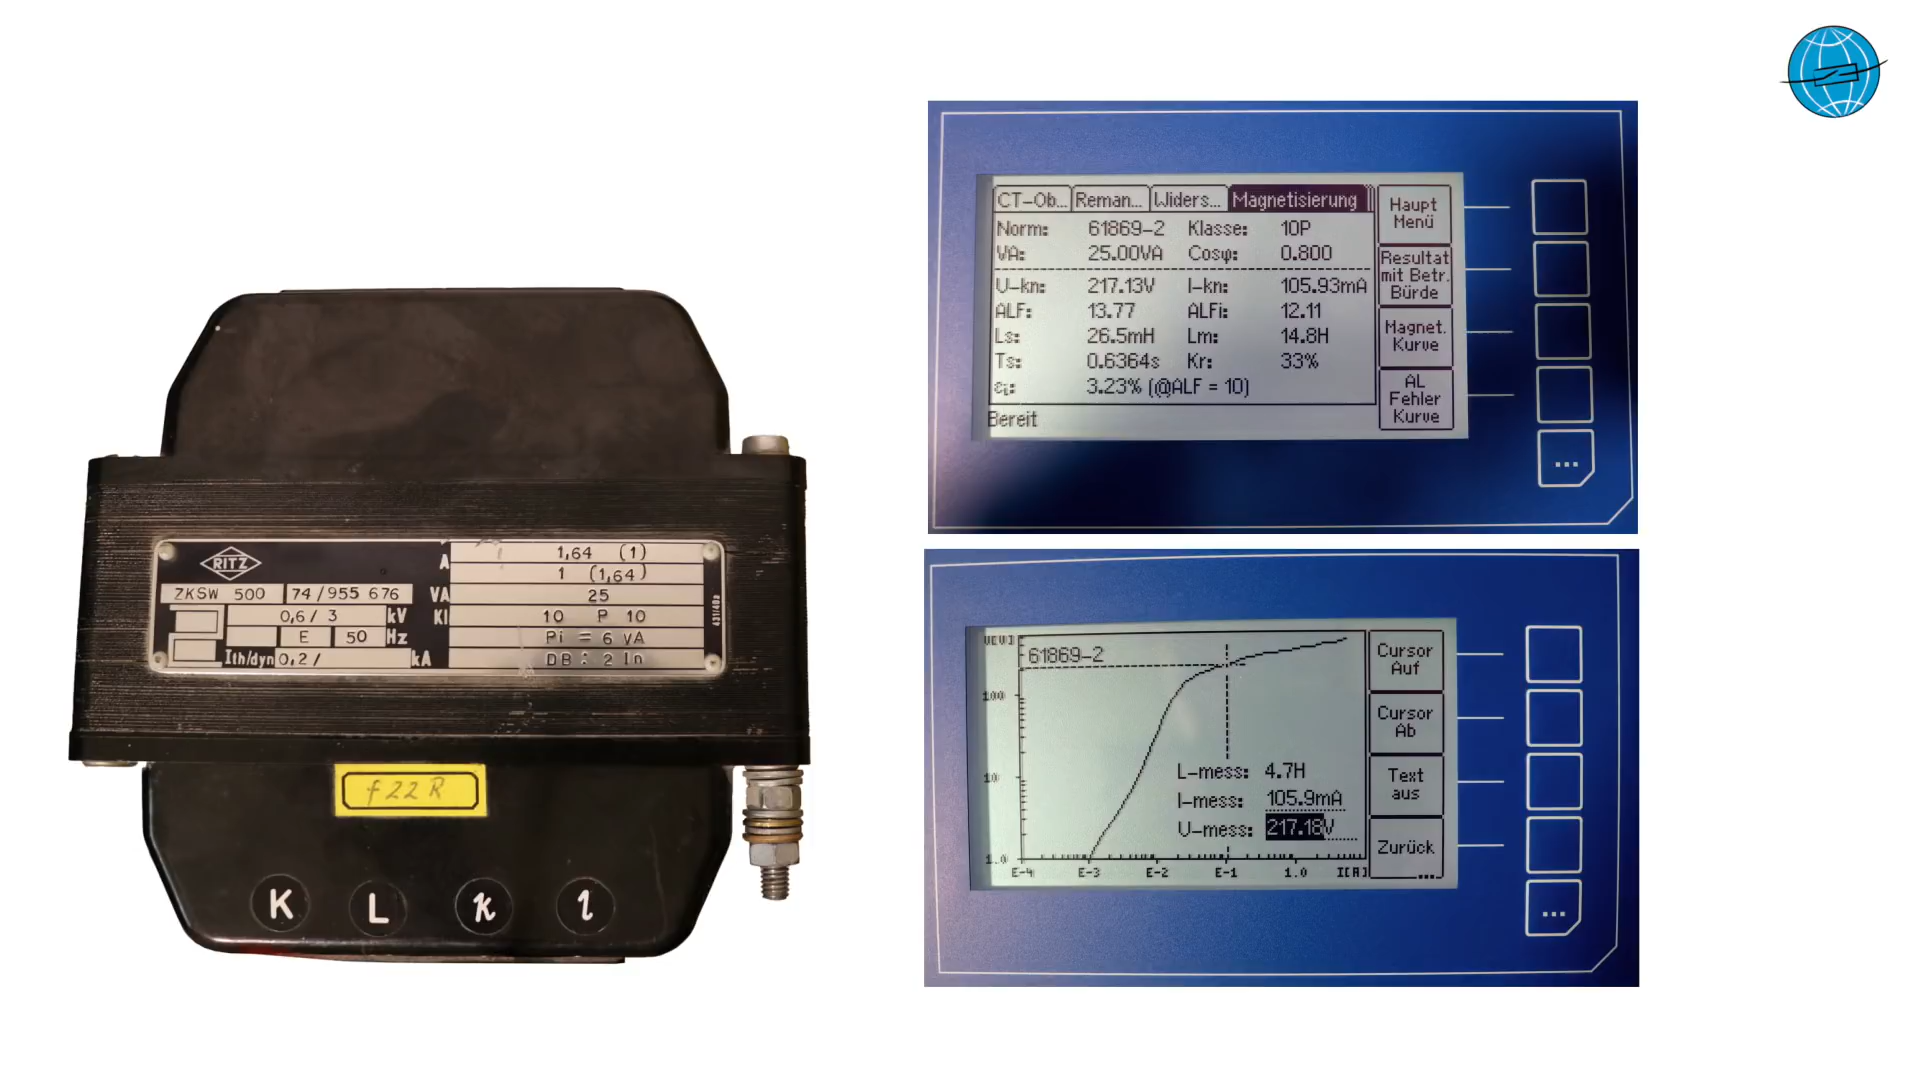 RITZ
ZKSW 500
74/955 676
0,6/ 3 kV
E 50 Hz
Ith/dyn 0,2/ kA
A 1,64 (1)
1 (1,64)
VA 25
Kl 10 P 10
Pi = 6 VA
DB : 2 In
431/40a
f 22 R
K L k l
CT-Ob... Reman... Widers... Magnetisierung
Norm: 61869-2 Klasse: 10P
VA: 25.00VA Cosφ: 0.800
U-kn: 217.13V I-kn: 105.93mA
ALF: 13.77 ALFi: 12.11
Ls: 26.5mH Lm: 14.8H
Ts: 0.6364s Kr: 33%
εi: 3.23% (@ALF = 10)
Bereit
Haupt
Menü
Resultat
mit Betr.
Bürde
Magnet.
Kurve
AL
Fehler
Kurve
...
U[V]
61869-2
100
10
1.0
E-4 E-3 E-2 E-1 1.0 I[A]
L-mess: 4.7H
I-mess: 105.9mA
U-mess: 217.18V
Cursor
Auf
Cursor
Ab
Text
aus
Zurück
...